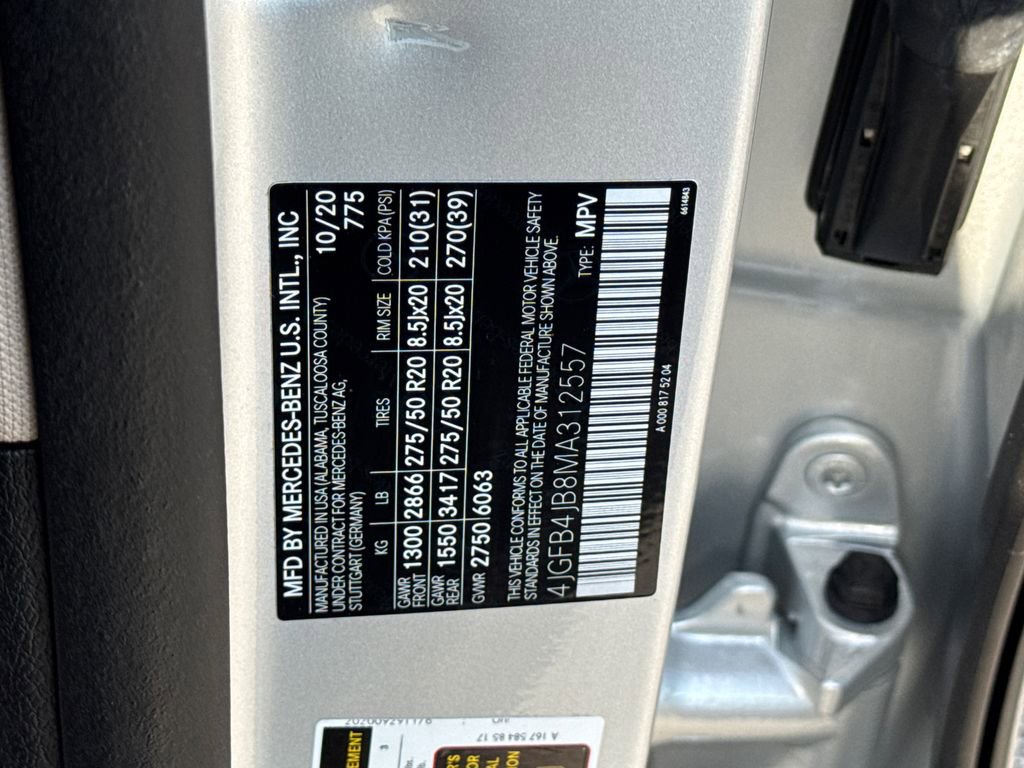 MFD BY MERCEDES-BENZ U.S. INTL., INC
MANUFACTURED IN USA (ALABAMA, TUSCALOOSA COUNTY) 10/20
UNDER CONTRACT FOR MERCEDES-BENZ AG,
STUTTGART (GERMANY) 775
KG LB TIRES RIM SIZE COLD KPA (PSI)
GAWR FRONT 1300 2866 275/50 R20 8.5Jx20 210(31)
GAWR REAR 1550 3417 275/50 R20 8.5Jx20 270(39)
GVWR 2750 6063
THIS VEHICLE CONFORMS TO ALL APPLICABLE FEDERAL MOTOR VEHICLE SAFETY
STANDARDS IN EFFECT ON THE DATE OF MANUFACTURE SHOWN ABOVE.
4JGFB4JB8MA312557 TYPE: MPV
A 000 817 52 04 6614843
A 167 584 85 17